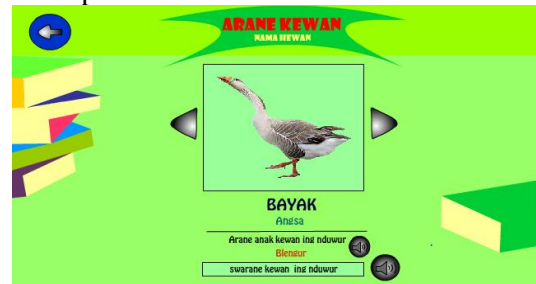 ARANE KEWAN
NAMA HEWAN
BAYAK
Angsa
Arane anak kewan ing nduwur
Blengur
swarane kewan ing nduwur